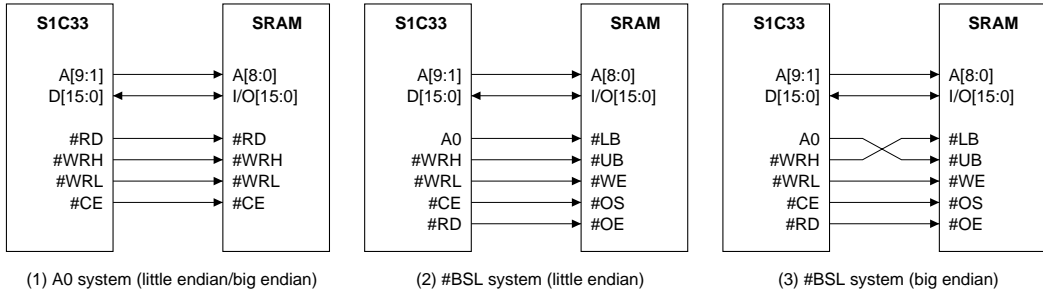 S1C33 SRAM
A[9:1] A[8:0]
D[15:0] I/O[15:0]
#RD #RD
#WRH #WRH
#WRL #WRL
#CE #CE
(1) A0 system (little endian/big endian)
S1C33 SRAM
A[9:1] A[8:0]
D[15:0] I/O[15:0]
A0 #LB
#WRH #UB
#WRL #WE
#CE #OS
#RD #OE
(2) #BSL system (little endian)
S1C33 SRAM
A[9:1] A[8:0]
D[15:0] I/O[15:0]
A0 #LB
#WRH #UB
#WRL #WE
#CE #OS
#RD #OE
(3) #BSL system (big endian)